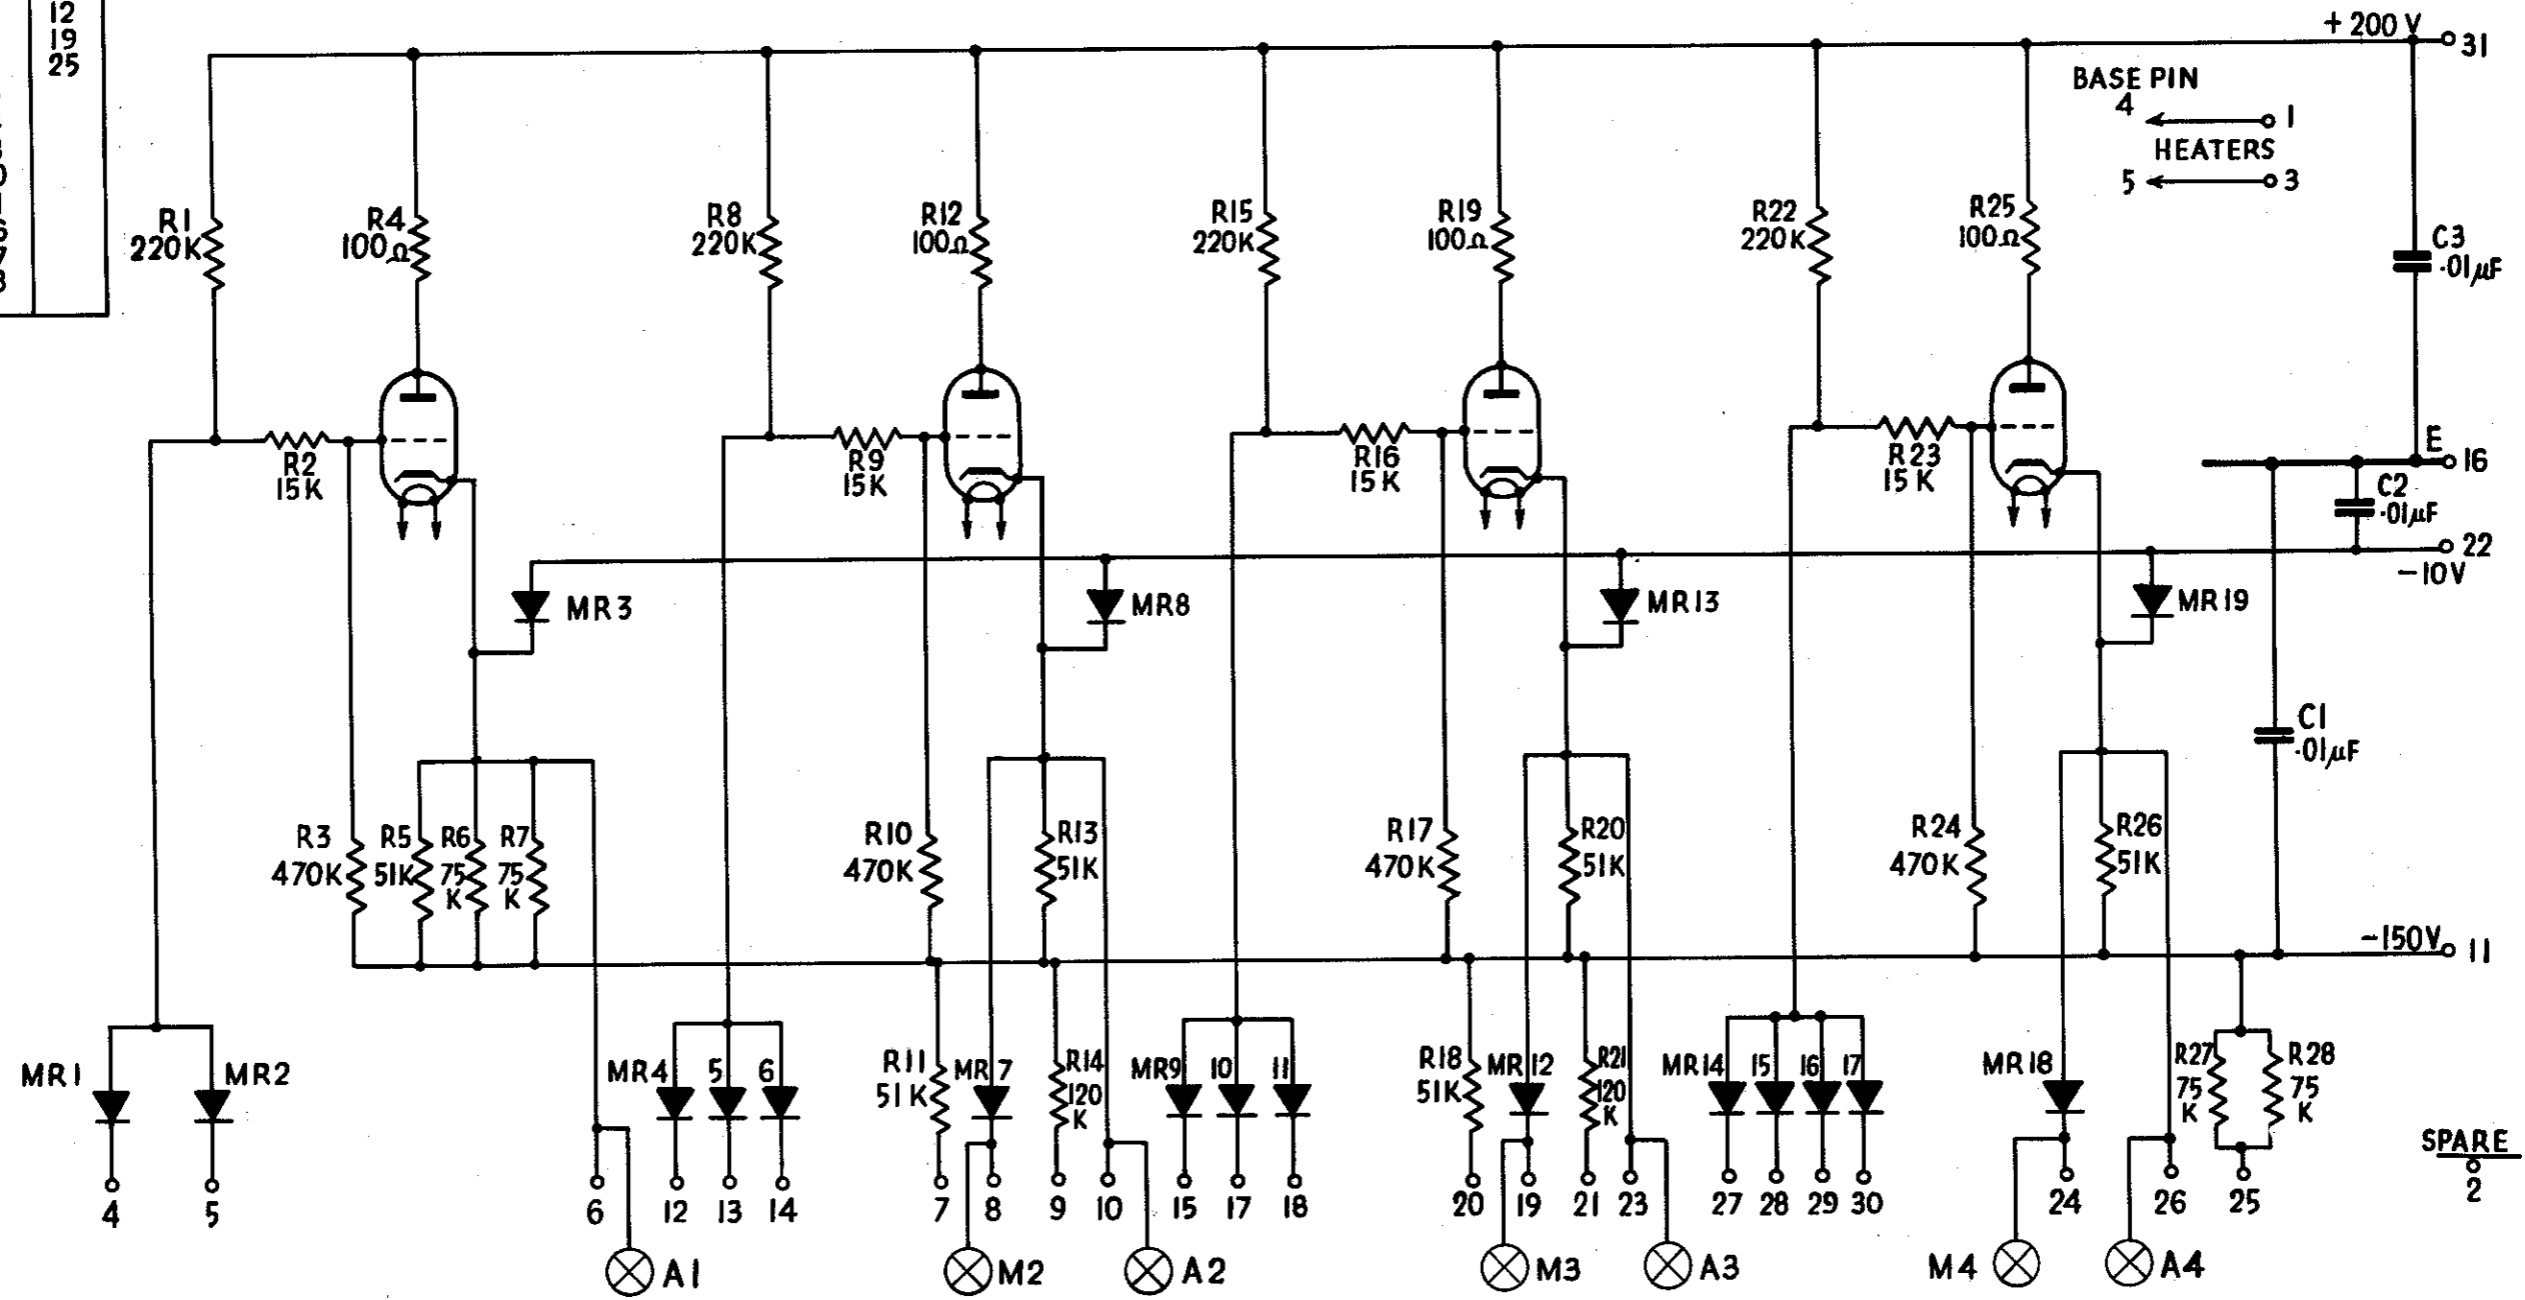 12
19
25
+200 V
31
BASE PIN
4
1
HEATERS
5
3
R1
220K
R4
100Ω
R8
220K
R12
100Ω
R15
220K
R19
100Ω
R22
220K
R25
100Ω
C3
·01μF
R2
15K
R9
15K
R16
15K
R23
15K
E
16
C2
·01μF
22
-10V
MR3
MR8
MR13
MR19
C1
·01μF
R3
470K
R5
51K
R6
75
K
R7
75
K
R10
470K
R13
51K
R17
470K
R20
51K
R24
470K
R26
51K
-150V
11
MR1
MR2
MR4
5
6
R11
51K
MR7
R14
120
K
MR9
10
11
R18
51K
MR12
R21
120
K
MR14
15
16
17
MR18
R27
75
K
R28
75
K
SPARE
2
4
5
6
12
13
14
7
8
9
10
15
17
18
20
19
21
23
27
28
29
30
24
26
25
A1
M2
A2
M3
A3
M4
A4